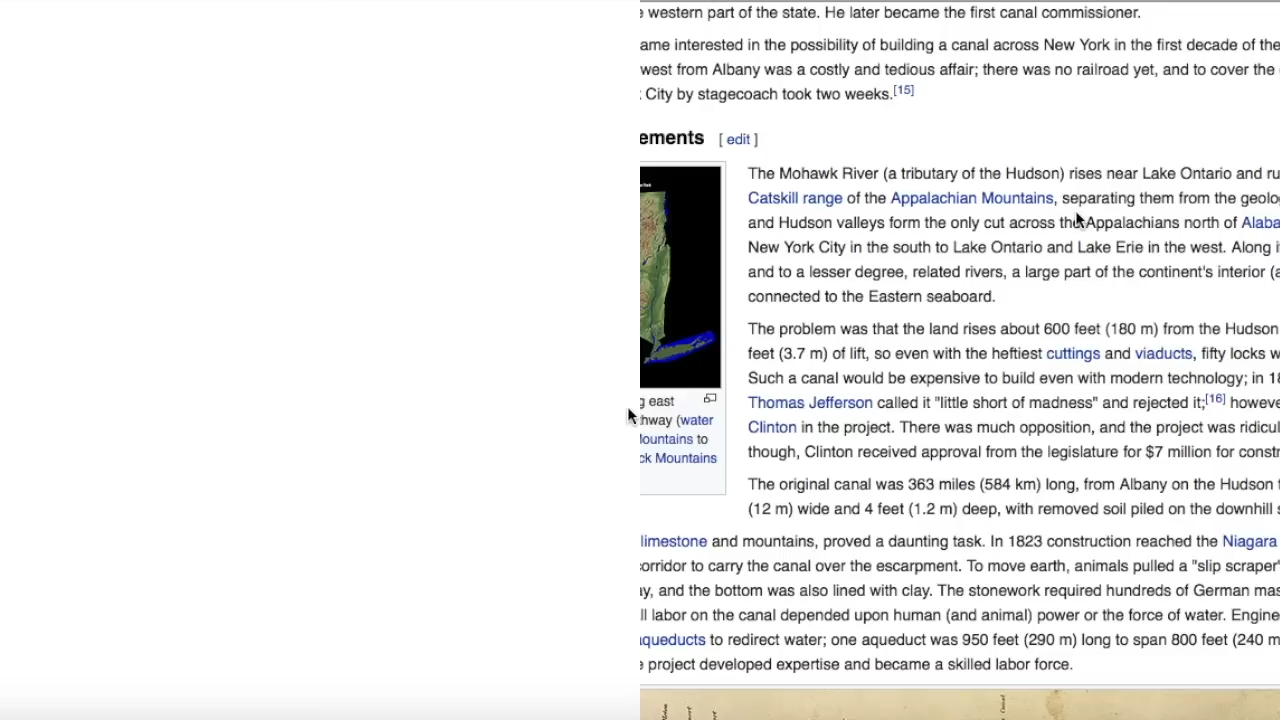 western part of the state. He later became the first canal commissioner.
ame interested in the possibility of building a canal across New York in the first decade of the
west from Albany was a costly and tedious affair; there was no railroad yet, and to cover the
City by stagecoach took two weeks.[15]
ements [ edit ]
The Mohawk River (a tributary of the Hudson) rises near Lake Ontario and ru
Catskill range of the Appalachian Mountains, separating them from the geolo
and Hudson valleys form the only cut across the Appalachians north of Alaba
New York City in the south to Lake Ontario and Lake Erie in the west. Along i
and to a lesser degree, related rivers, a large part of the continent's interior (a
connected to the Eastern seaboard.
The problem was that the land rises about 600 feet (180 m) from the Hudson
feet (3.7 m) of lift, so even with the heftiest cuttings and viaducts, fifty locks w
Such a canal would be expensive to build even with modern technology; in 18
Thomas Jefferson called it "little short of madness" and rejected it;[16] howeve
Clinton in the project. There was much opposition, and the project was ridicul
though, Clinton received approval from the legislature for $7 million for constr
The original canal was 363 miles (584 km) long, from Albany on the Hudson
(12 m) wide and 4 feet (1.2 m) deep, with removed soil piled on the downhill s
g east
hway (water
Mountains to
ck Mountains
limestone and mountains, proved a daunting task. In 1823 construction reached the Niagara
corridor to carry the canal over the escarpment. To move earth, animals pulled a "slip scraper"
ay, and the bottom was also lined with clay. The stonework required hundreds of German mas
ll labor on the canal depended upon human (and animal) power or the force of water. Engine
aqueducts to redirect water; one aqueduct was 950 feet (290 m) long to span 800 feet (240 m
project developed expertise and became a skilled labor force.